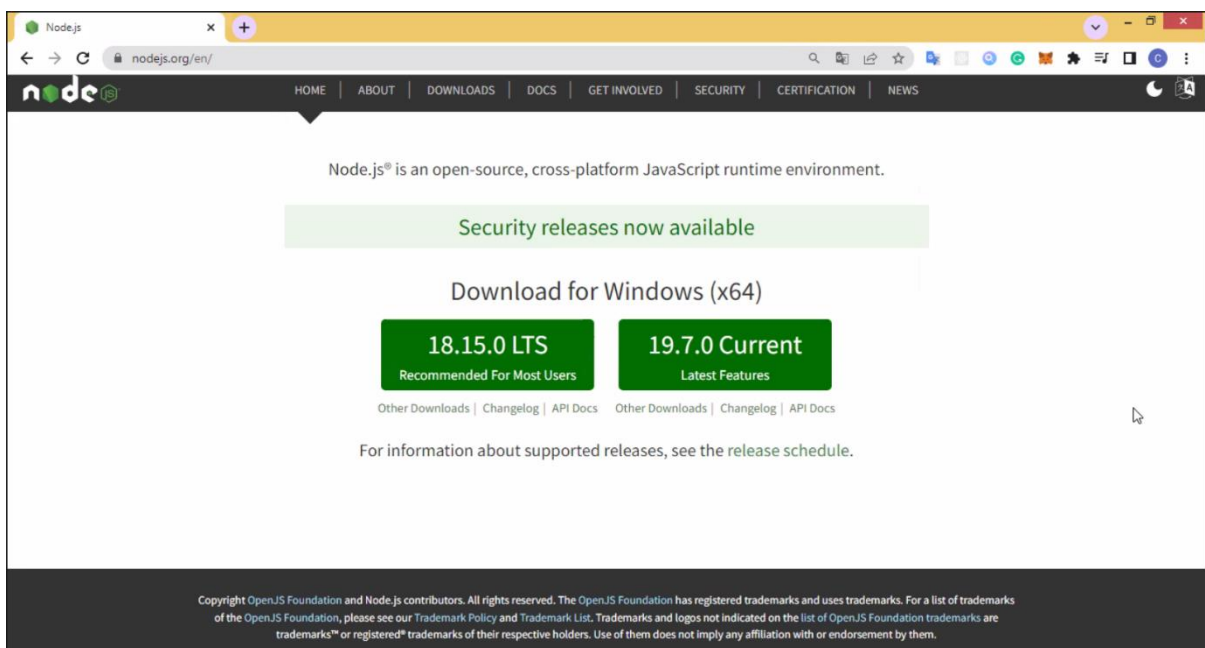 Node.js
nodejs.org/en/
node JS
HOME | ABOUT | DOWNLOADS | DOCS | GET INVOLVED | SECURITY | CERTIFICATION | NEWS
Node.js® is an open-source, cross-platform JavaScript runtime environment.
Security releases now available
Download for Windows (x64)
18.15.0 LTS
Recommended For Most Users
19.7.0 Current
Latest Features
Other Downloads | Changelog | API Docs
Other Downloads | Changelog | API Docs
For information about supported releases, see the release schedule.
Copyright OpenJS Foundation and Node.js contributors. All rights reserved. The OpenJS Foundation has registered trademarks and uses trademarks. For a list of trademarks
of the OpenJS Foundation, please see our Trademark Policy and Trademark List. Trademarks and logos not indicated on the list of OpenJS Foundation trademarks are
trademarks™ or registered® trademarks of their respective holders. Use of them does not imply any affiliation with or endorsement by them.